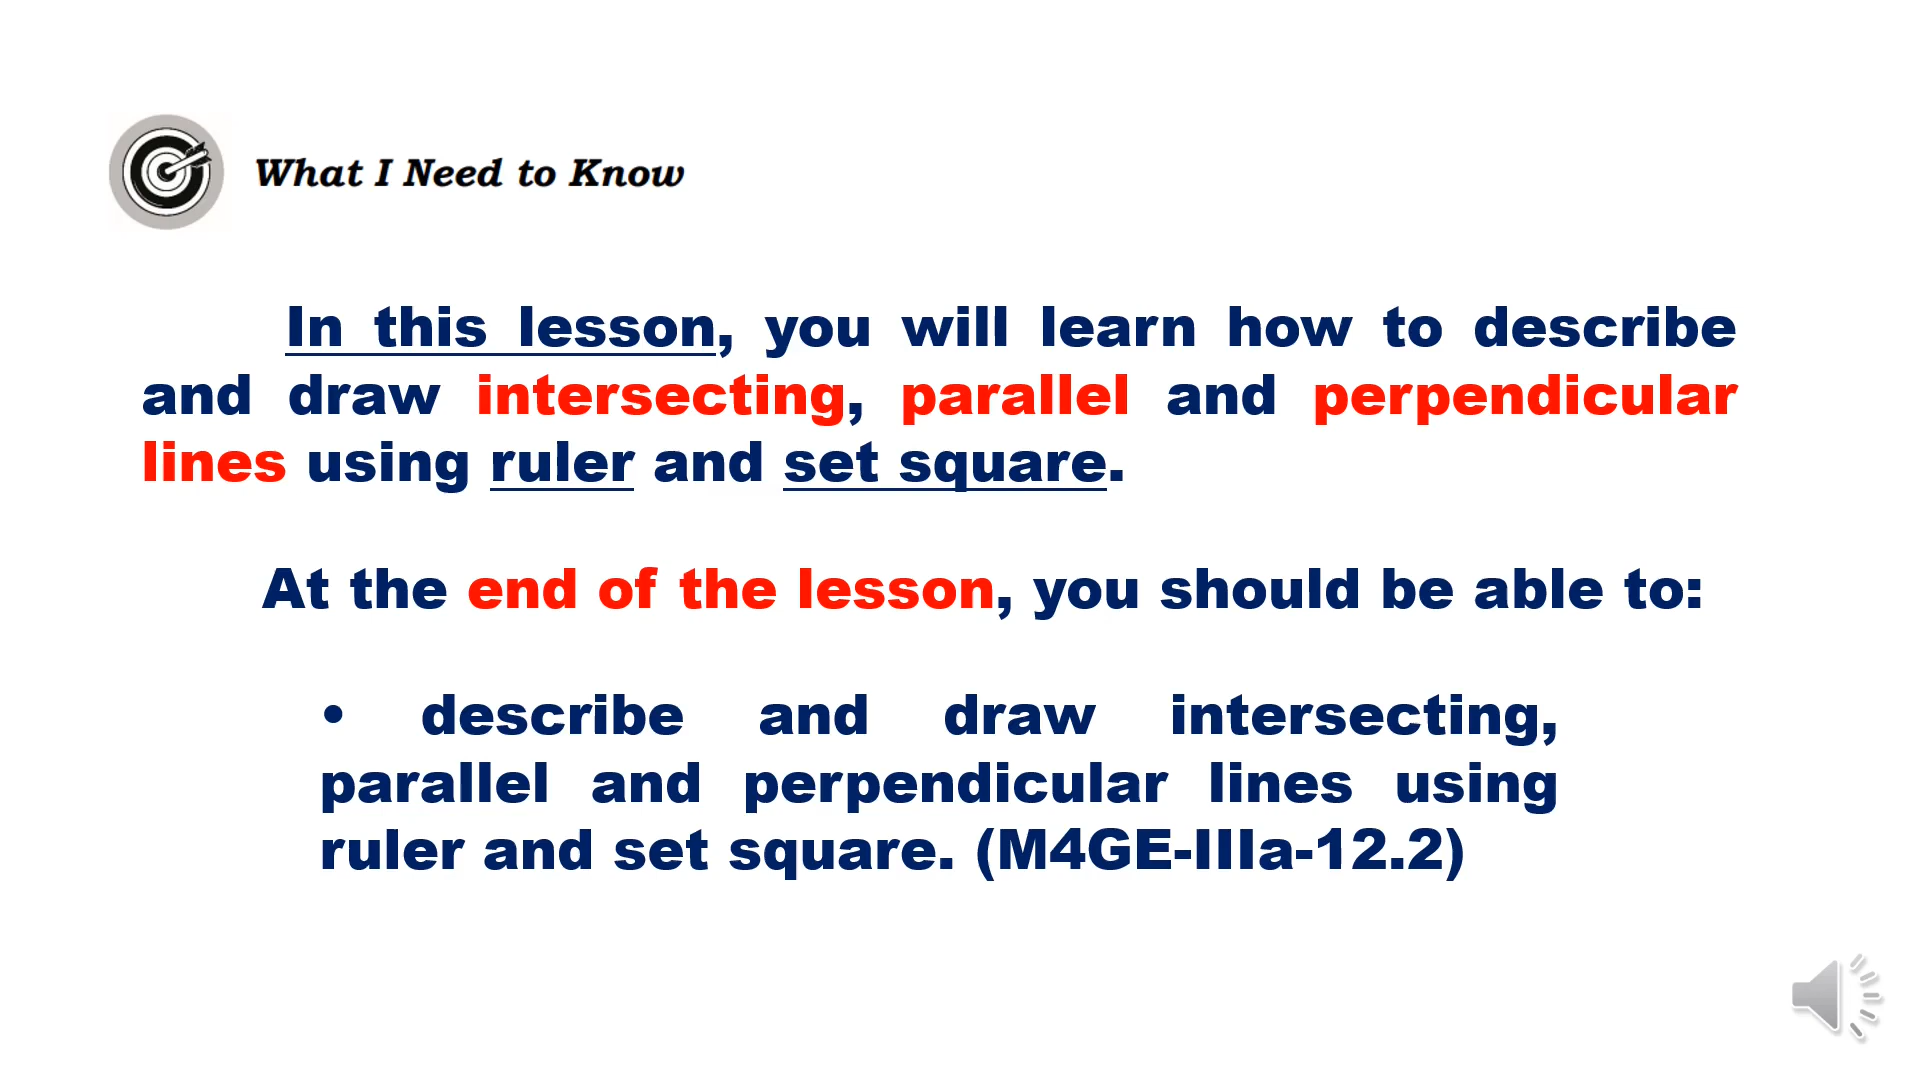 What I Need to Know
In this lesson, you will learn how to describe
and draw intersecting, parallel and perpendicular
lines using ruler and set square.
At the end of the lesson, you should be able to:
• describe and draw intersecting,
parallel and perpendicular lines using
ruler and set square. (M4GE-IIIa-12.2)